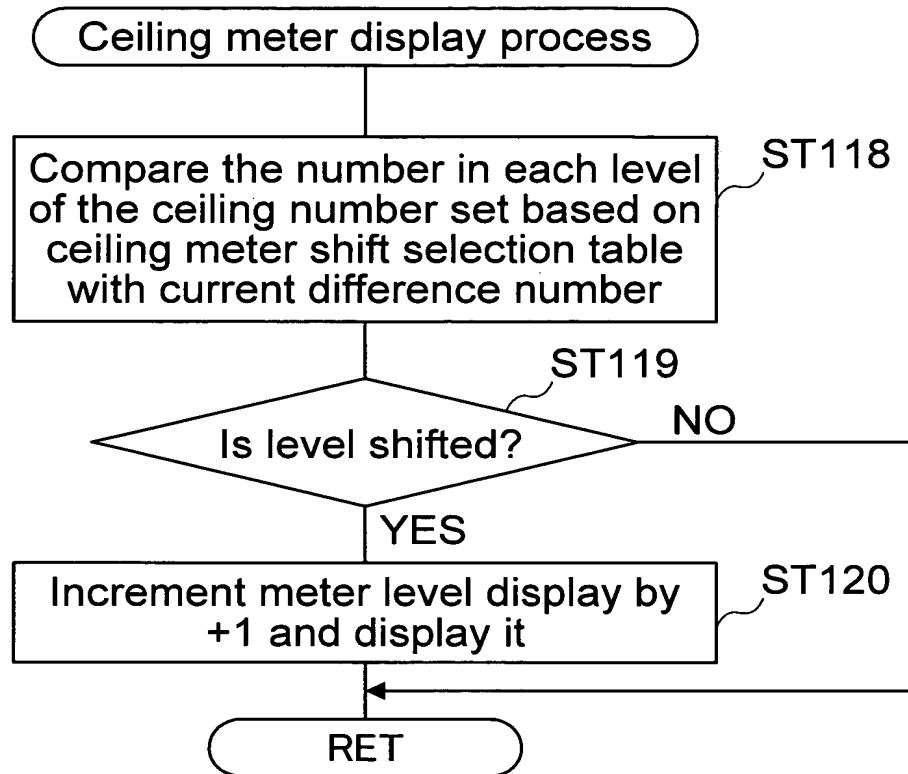 Ceiling meter display process
ST118
Compare the number in each level
of the ceiling number set based on
ceiling meter shift selection table
with current difference number
ST119
Is level shifted?
NO
YES
ST120
Increment meter level display by
+1 and display it
RET